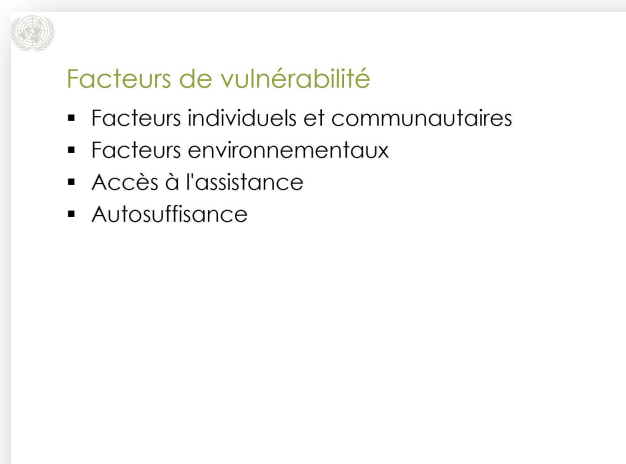 Facteurs de vulnérabilité
▪ Facteurs individuels et communautaires
▪ Facteurs environnementaux
▪ Accès à l'assistance
▪ Autosuffisance